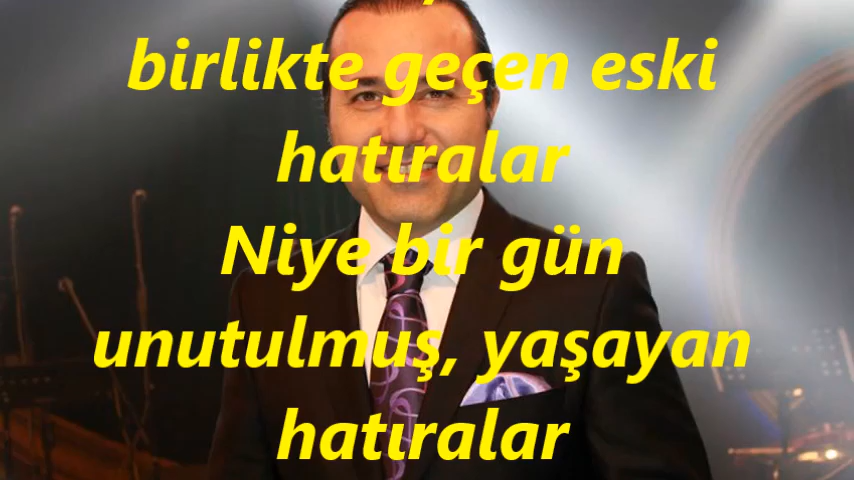 birlikte geçen eski
hatıralar
Niye bir gün
unutulmuş, yaşayan
hatıralar